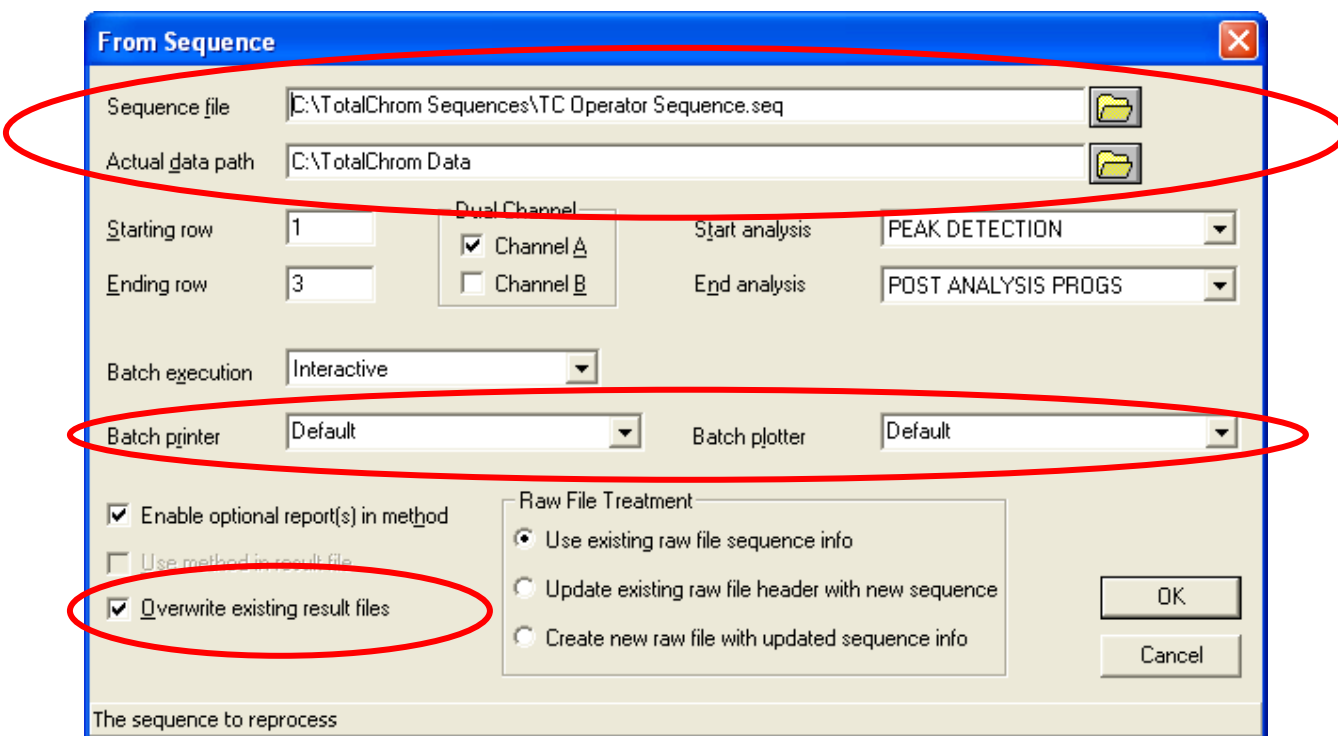 From Sequence
Sequence file C:\TotalChrom Sequences\TC Operator Sequence.seq
Actual data path C:\TotalChrom Data
Starting row 1 Dual Channel Channel A Start analysis PEAK DETECTION
Ending row 3 Channel B End analysis POST ANALYSIS PROGS
Batch execution Interactive
Batch printer Default Batch plotter Default
Enable optional report(s) in method
Use method in result file
Overwrite existing result files
Raw File Treatment
Use existing raw file sequence info
Update existing raw file header with new sequence
Create new raw file with updated sequence info
OK
Cancel
The sequence to reprocess